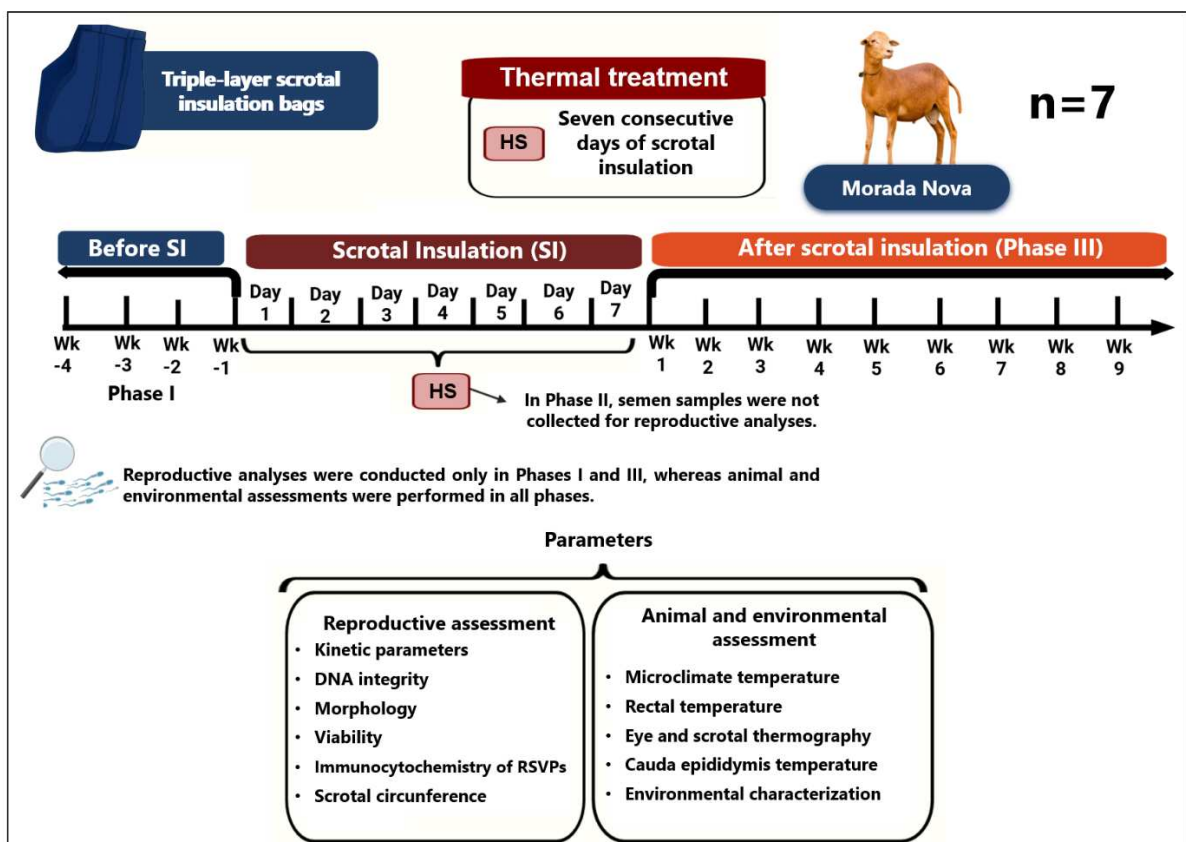 Triple-layer scrotal
insulation bags
Thermal treatment
HS
Seven consecutive
days of scrotal
insulation
n=7
Morada Nova
Before SI
Scrotal Insulation (SI)
After scrotal insulation (Phase III)
Day 1
Day 2
Day 3
Day 4
Day 5
Day 6
Day 7
Wk -4
Wk -3
Wk -2
Wk -1
Wk 1
Wk 2
Wk 3
Wk 4
Wk 5
Wk 6
Wk 7
Wk 8
Wk 9
Phase I
HS
In Phase II, semen samples were not
collected for reproductive analyses.
Reproductive analyses were conducted only in Phases I and III, whereas animal and
environmental assessments were performed in all phases.
Parameters
Reproductive assessment
• Kinetic parameters
• DNA integrity
• Morphology
• Viability
• Immunocytochemistry of RSVPs
• Scrotal circunference
Animal and environmental
assessment
• Microclimate temperature
• Rectal temperature
• Eye and scrotal thermography
• Cauda epididymis temperature
• Environmental characterization